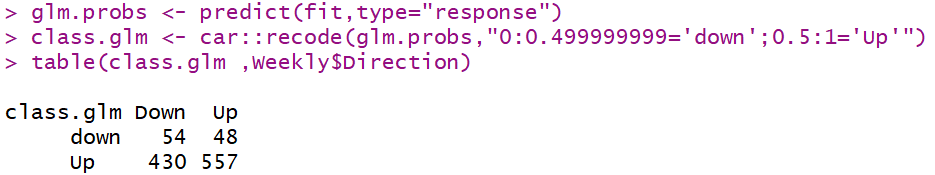 > glm.probs <- predict(fit,type="response")
> class.glm <- car::recode(glm.probs,"0:0.499999999='down';0.5:1='Up'")
> table(class.glm ,Weekly$Direction)
class.glm Down  Up
     down   54  48
     Up    430 557